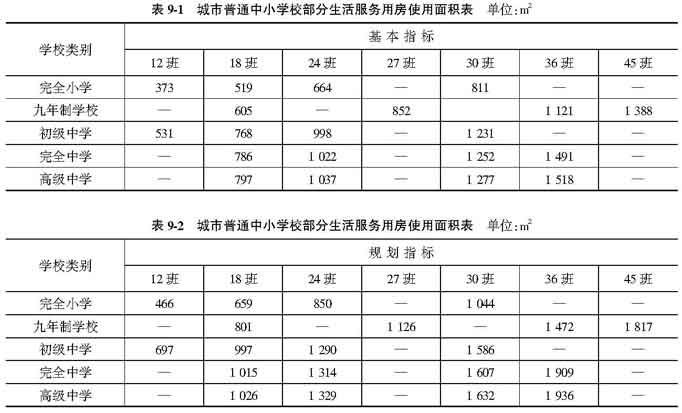 表 9-1 城市普通中小学校部分生活服务用房使用面积表 单位:m²
学校类别 基本指标
12 班 18 班 24 班 27 班 30 班 36 班 45 班
完全小学 373 519 664 — 811 — —
九年制学校 — 605 — 852 1 121 1 388
初级中学 531 768 998 — 1 231 — —
完全中学 — 786 1 022 — 1 252 1 491 —
高级中学 — 797 1 037 — 1 277 1 518 —
表 9-2 城市普通中小学校部分生活服务用房使用面积表 单位:m²
学校类别 规划指标
12 班 18 班 24 班 27 班 30 班 36 班 45 班
完全小学 466 659 850 — 1 044 — —
九年制学校 — 801 — 1 126 — 1 472 1 817
初级中学 697 997 1 290 — 1 586 — —
完全中学 — 1 015 1 314 — 1 607 1 909 —
高级中学 — 1 026 1 329 — 1 632 1 936 —